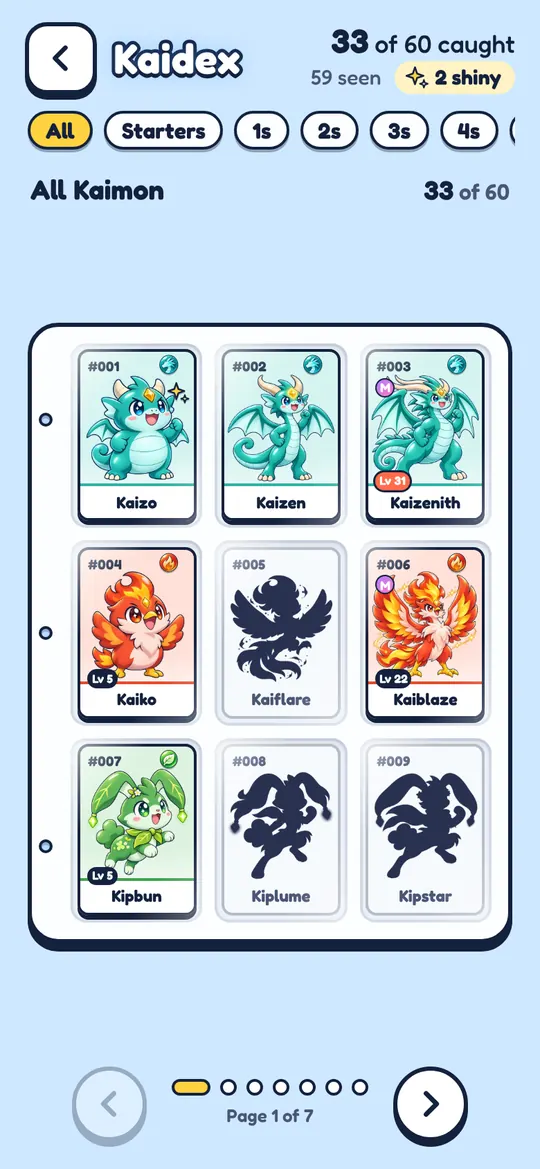 Kaidex
33 of 60 caught
59 seen
2 shiny
All
Starters
1s
2s
3s
4s
All Kaimon
33 of 60
#001
#002
#003
M
Lv 31
Kaizo
Kaizen
Kaizenith
#004
#005
#006
M
Lv 5
Lv 22
Kaiko
Kaiflare
Kaiblaze
#007
#008
#009
Lv 5
Kipbun
Kiplume
Kipstar
Page 1 of 7